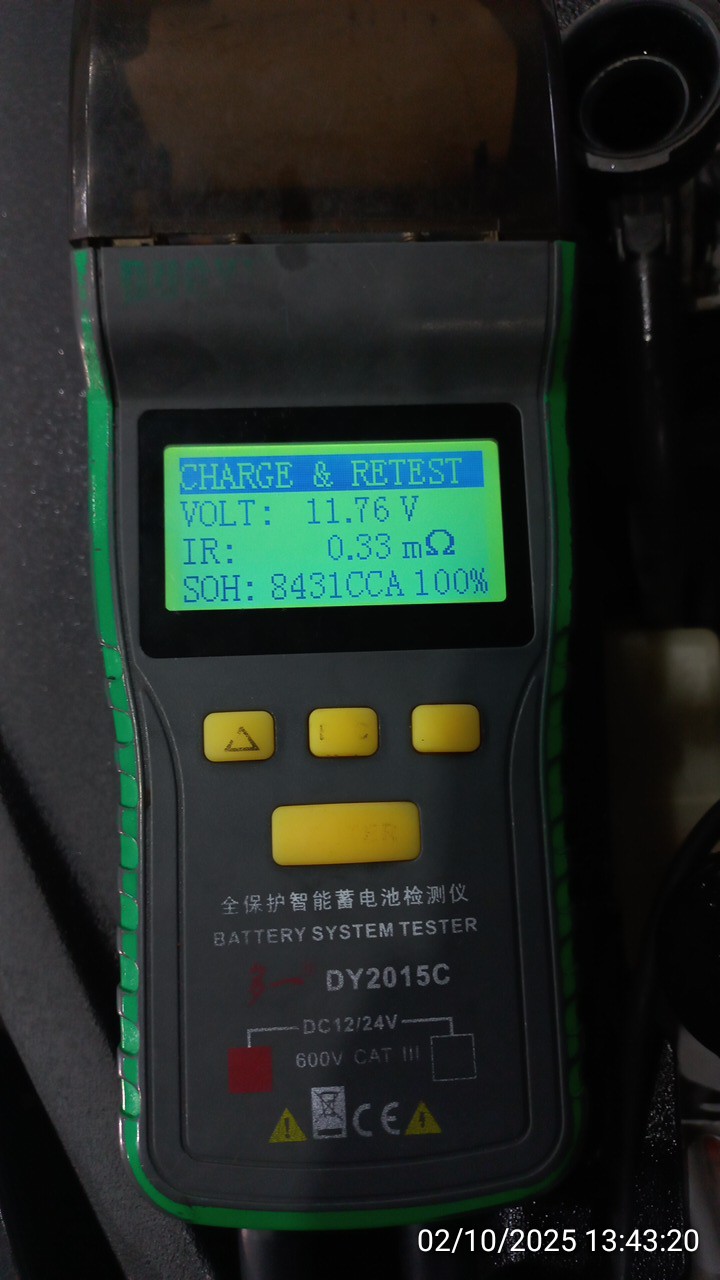 CHARGE & RETEST
VOLT: 11.76 V
IR: 0.33 mΩ
SOH: 8431CCA 100%
全保护智能蓄电池检测仪
BATTERY SYSTEM TESTER
DY2015C
DC12/24V
600V CAT III
CE
02/10/2025 13:43:20